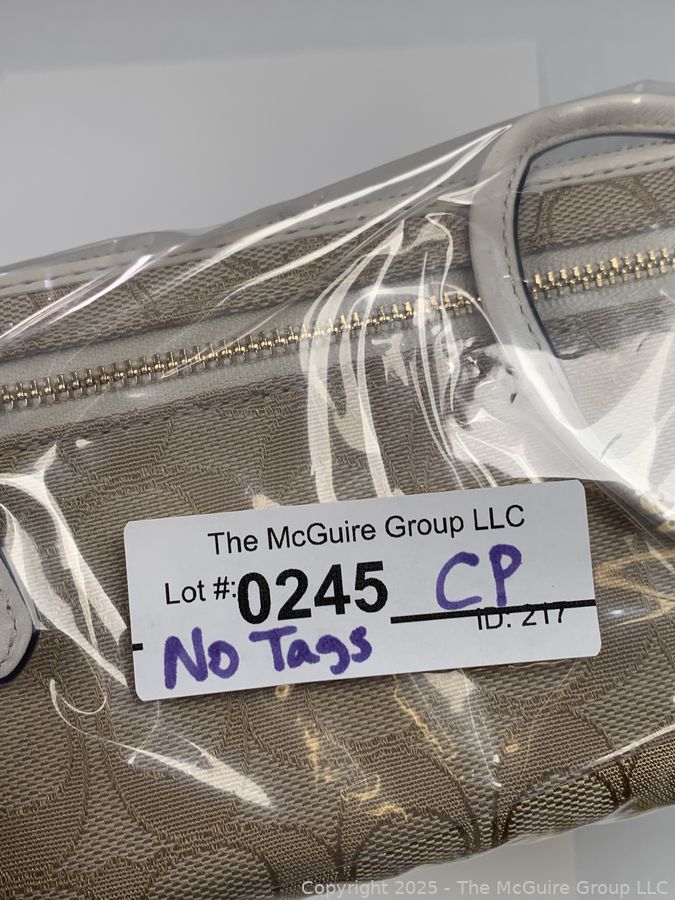 The McGuire Group LLC
Lot #: 0245 CP
ID: 217
No Tags
Copyright 2025 - The McGuire Group LLC